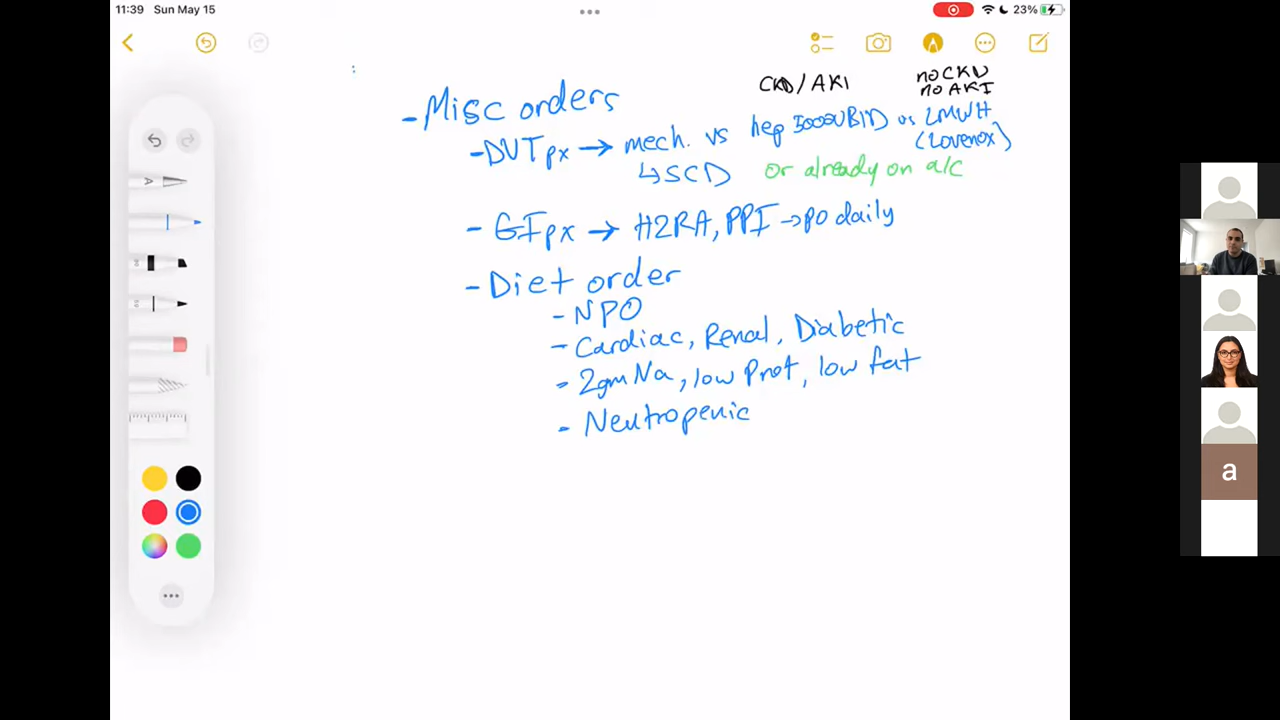 11:39 Sun May 15
23%
CKD/AKI
no CKD
no AKI
- Misc orders
- DVT px → mech. vs hep 5000U BID vs LMWH
(Lovenox)
↳ SCD
or already on a/c
- GI px → H2RA, PPI → po daily
- Diet order
- NPO
- Cardiac, Renal, Diabetic
- 2gm Na, low Prot, low fat
- Neutropenic
a